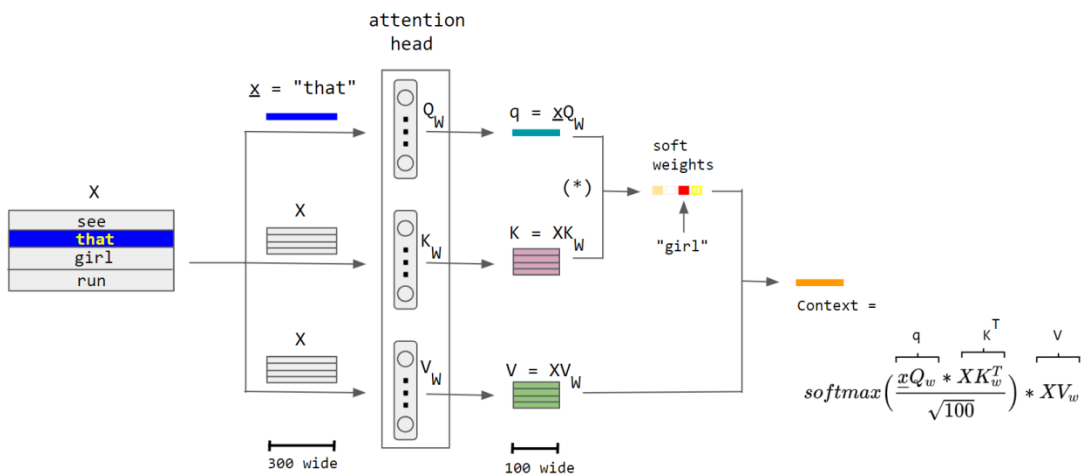 attention
head
x = "that"
Q_W
q = xQ_W
soft
weights
X
see
that
girl
run
X
K_W
K = XK_W
(*)
"girl"
Context =
q K^T V
softmax(xQ_w * XK_w^T / √100) * XV_w
X
V_W
V = XV_W
300 wide
100 wide